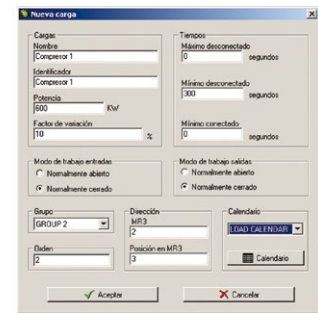 Nueva carga
Cargas
Nombre
Compresor 1
Identificador
Compresor 1
Potencia
600 KW
Factor de variación
10 %
Tiempos
Máximo desconectado
0 segundos
Mínimo desconectado
300 segundos
Mínimo conectado
0 segundos
Modo de trabajo entradas
Normalmente abierto
Normalmente cerrado
Modo de trabajo salidas
Normalmente abierto
Normalmente cerrado
Grupo
GROUP 2
Orden
2
Dirección
MR3
2
Posición en MR3
3
Calendario
LOAD CALENDAR
Calendario
Aceptar
Cancelar